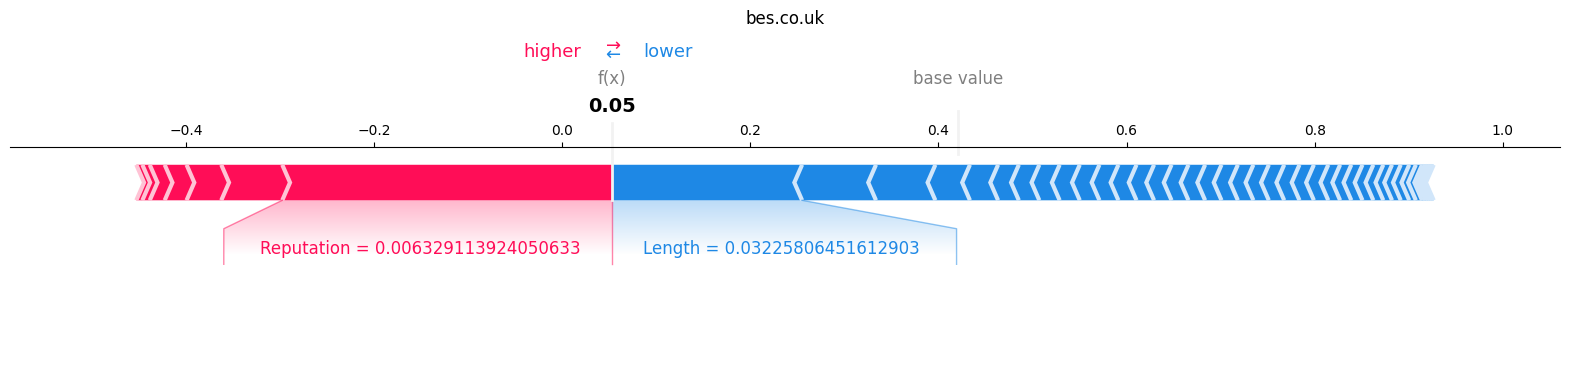 bes.co.uk
higher ⇄ lower
f(x) base value
0.05
−0.4 −0.2 0.0 0.2 0.4 0.6 0.8 1.0
Reputation = 0.006329113924050633 Length = 0.03225806451612903